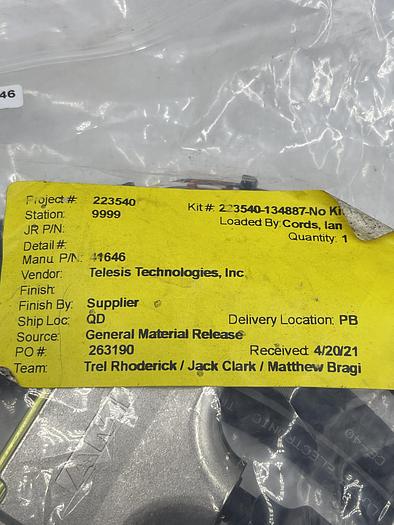 46
Project #: 223540 Kit #: 223540-134887-No Ki
Station: 9999 Loaded By: Cords, Ian
JR P/N: Quantity: 1
Detail #:
Manu. P/N: 41646
Vendor: Telesis Technologies, Inc
Finish:
Finish By: Supplier
Ship Loc: QD Delivery Location: PB
Source: General Material Release
PO #: 263190 Received: 4/20/21
Team: Trel Rhoderick / Jack Clark / Matthew Bragi